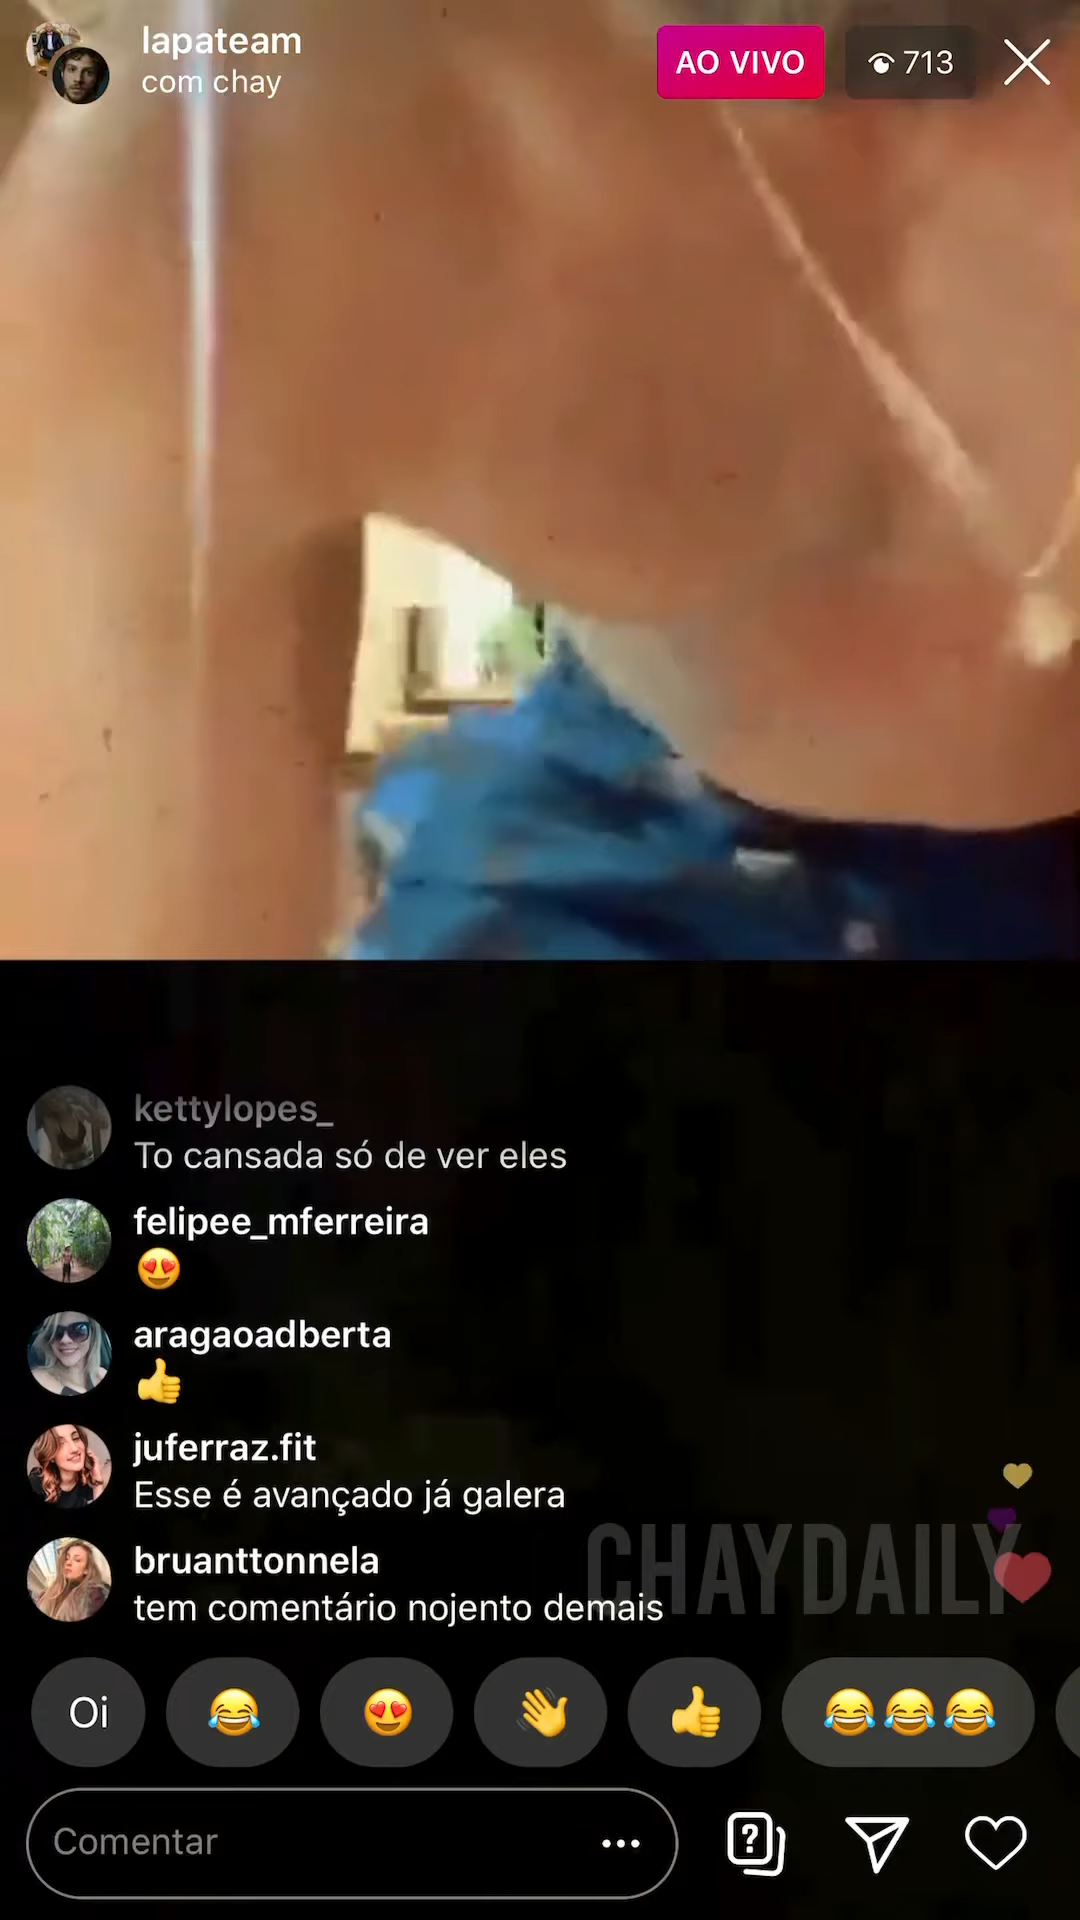 lapateam
com chay
AO VIVO
713
kettylopes_
To cansada só de ver eles
felipee_mferreira
😍
aragaoadberta
👍
juferraz.fit
Esse é avançado já galera
bruanttonnela
tem comentário nojento demais
CHAYDAILY
Oi 😂 😍 👋 👍 😂😂😂
Comentar